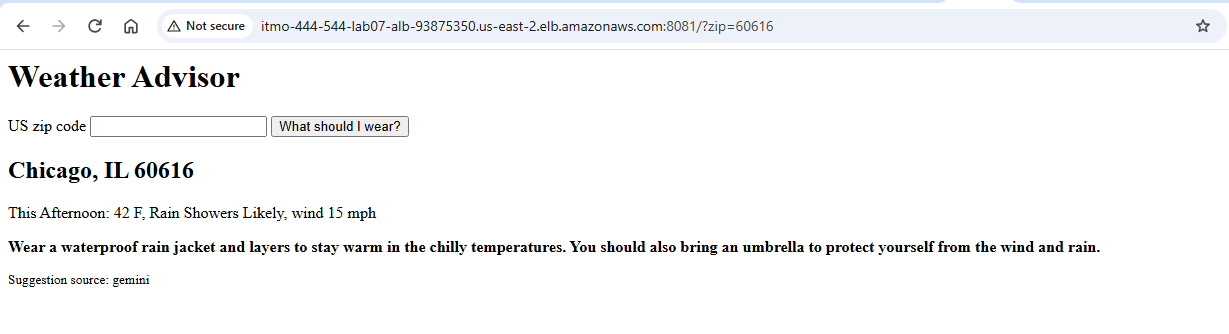 Not secure itmo-444-544-lab07-alb-93875350.us-east-2.elb.amazonaws.com:8081/?zip=60616
Weather Advisor
US zip code What should I wear?
Chicago, IL 60616
This Afternoon: 42 F, Rain Showers Likely, wind 15 mph
Wear a waterproof rain jacket and layers to stay warm in the chilly temperatures. You should also bring an umbrella to protect yourself from the wind and rain.
Suggestion source: gemini